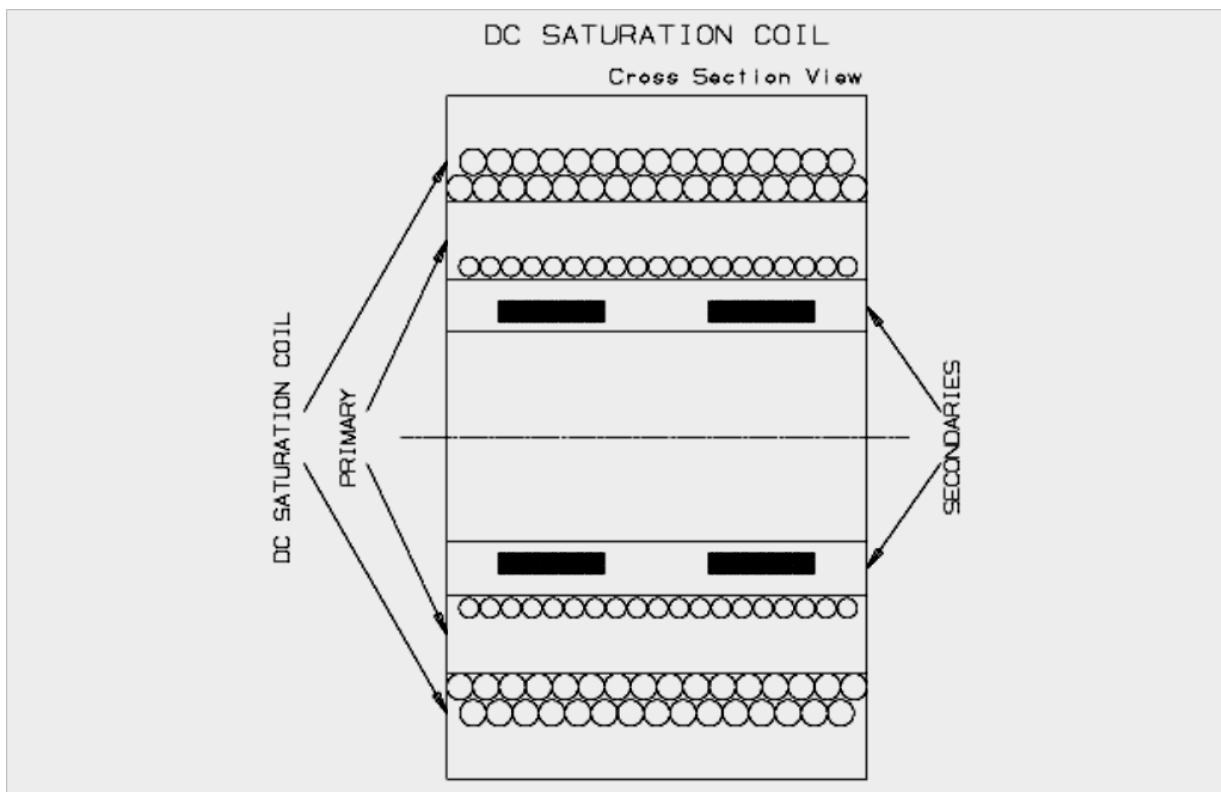 DC SATURATION COIL
Cross Section View
DC SATURATION COIL
PRIMARY
SECONDARIES